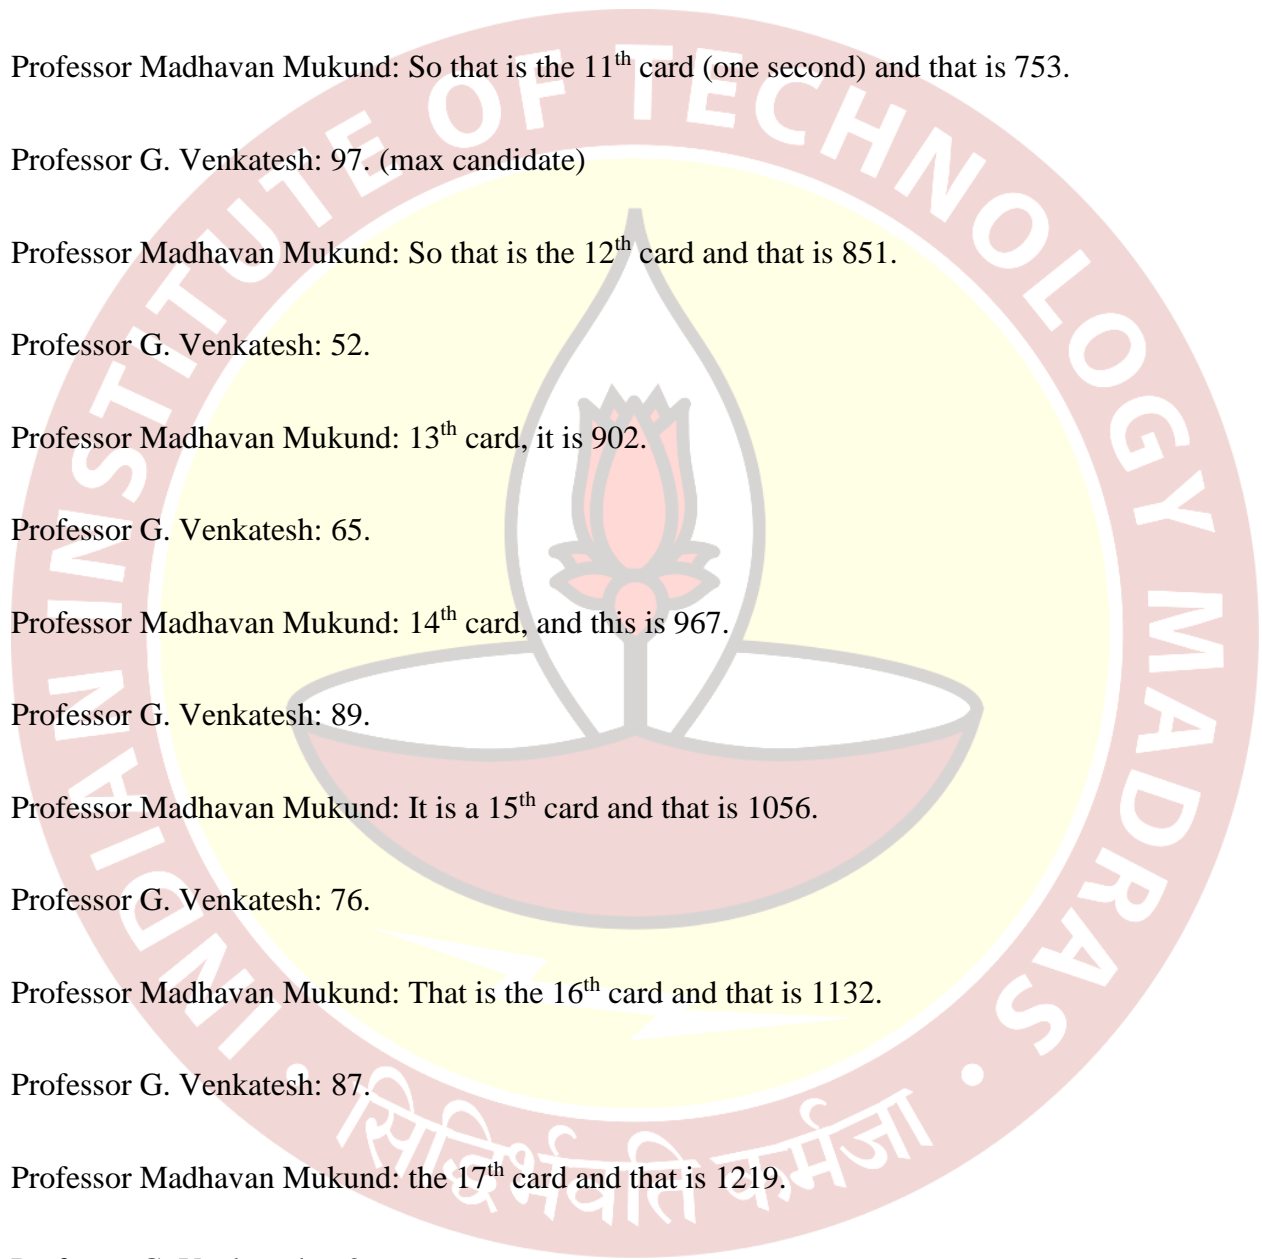 Professor Madhavan Mukund: So that is the 11th card (one second) and that is 753.
Professor G. Venkatesh: 97. (max candidate)
Professor Madhavan Mukund: So that is the 12th card and that is 851.
Professor G. Venkatesh: 52.
Professor Madhavan Mukund: 13th card, it is 902.
Professor G. Venkatesh: 65.
Professor Madhavan Mukund: 14th card, and this is 967.
Professor G. Venkatesh: 89.
Professor Madhavan Mukund: It is a 15th card and that is 1056.
Professor G. Venkatesh: 76.
Professor Madhavan Mukund: That is the 16th card and that is 1132.
Professor G. Venkatesh: 87.
Professor Madhavan Mukund: the 17th card and that is 1219.
INDIAN INSTITUTE OF TECHNOLOGY MADRAS
सिद्धिर्भवति कर्मजा